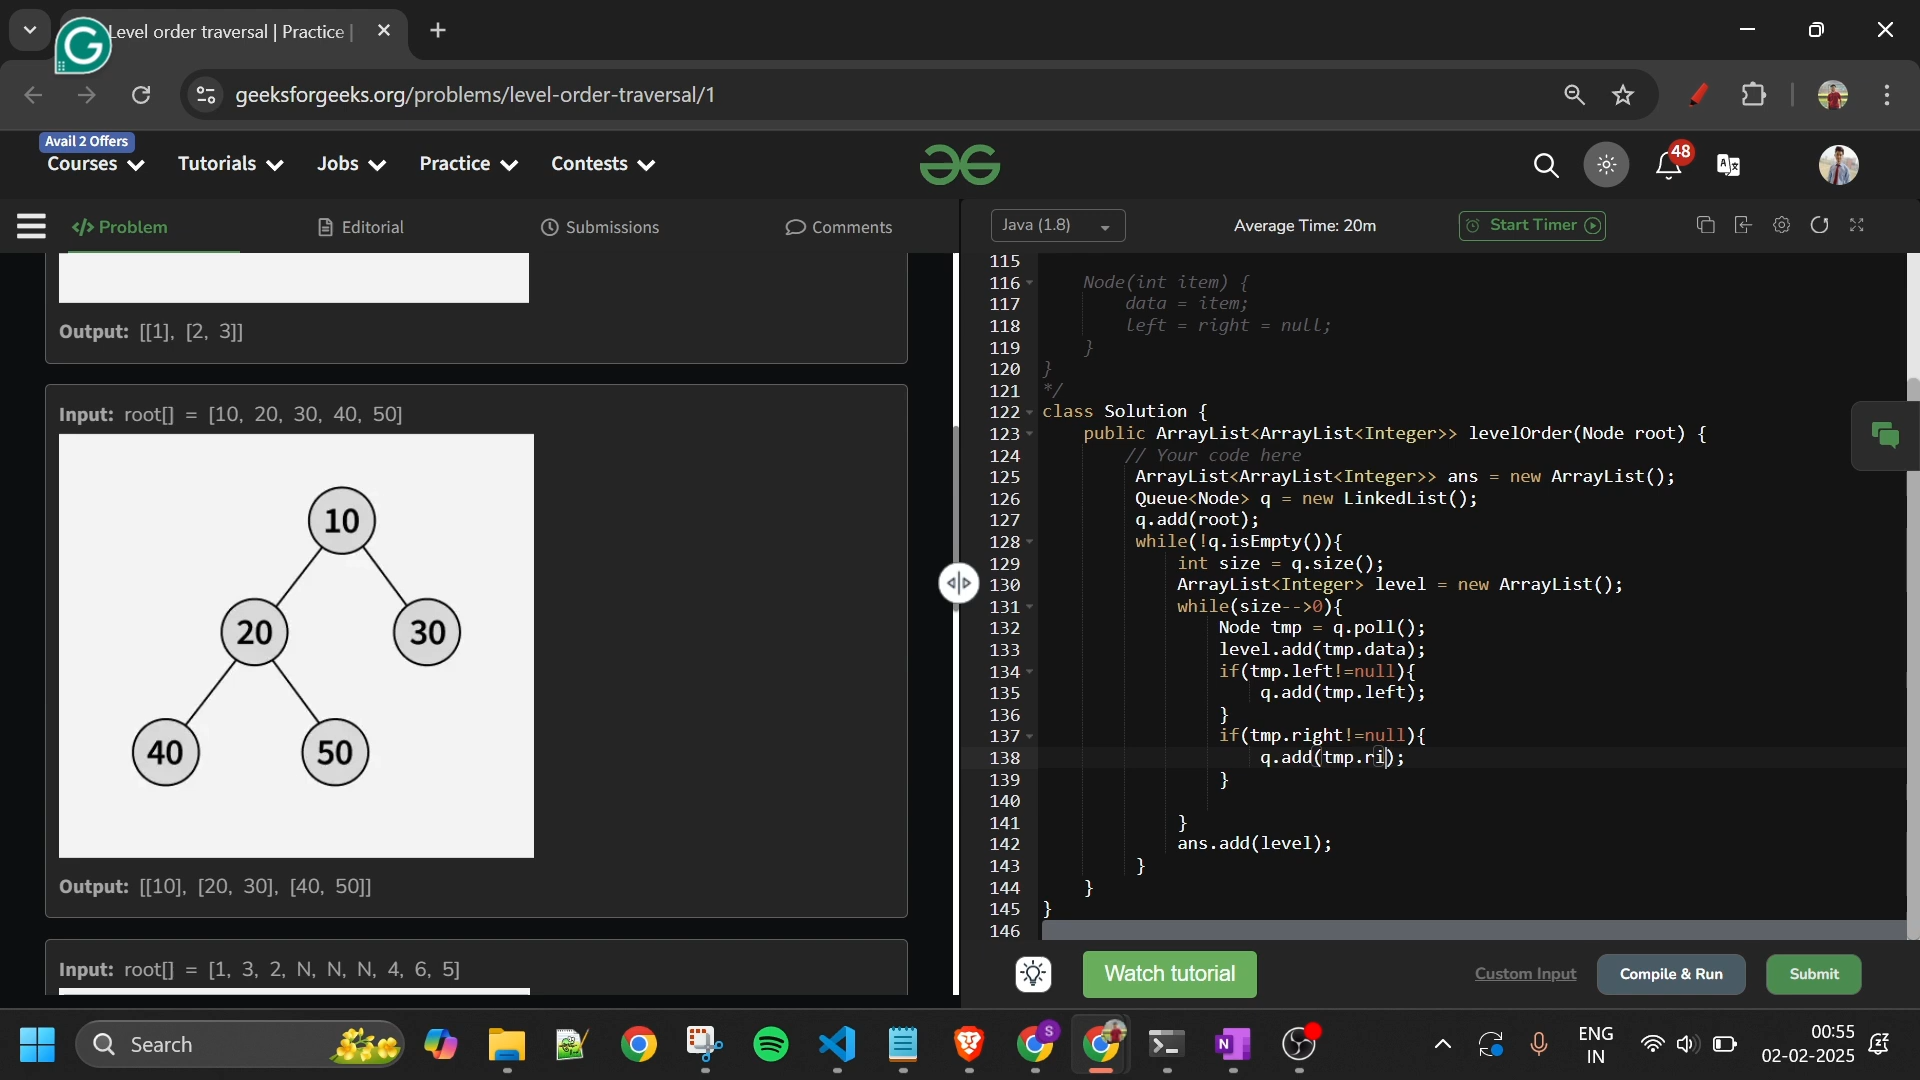 Level order traversal | Practice |
geeksforgeeks.org/problems/level-order-traversal/1
Avail 2 Offers
Courses
Tutorials
Jobs
Practice
Contests
48
</> Problem
Editorial
Submissions
Comments
Java (1.8)
Average Time: 20m
Start Timer
Output: [[1], [2, 3]]
Input: root[] = [10, 20, 30, 40, 50]
10
20
30
40
50
Output: [[10], [20, 30], [40, 50]]
Input: root[] = [1, 3, 2, N, N, N, 4, 6, 5]
115
116 Node(int item) {
117 data = item;
118 left = right = null;
119 }
120 }
121 */
122 class Solution {
123 public ArrayList<ArrayList<Integer>> levelOrder(Node root) {
124 // Your code here
125 ArrayList<ArrayList<Integer>> ans = new ArrayList();
126 Queue<Node> q = new LinkedList();
127 q.add(root);
128 while(!q.isEmpty()){
129 int size = q.size();
130 ArrayList<Integer> level = new ArrayList();
131 while(size-->0){
132 Node tmp = q.poll();
133 level.add(tmp.data);
134 if(tmp.left!=null){
135 q.add(tmp.left);
136 }
137 if(tmp.right!=null){
138 q.add(tmp.ri);
139 }
140
141 }
142 ans.add(level);
143 }
144 }
145 }
146
Watch tutorial
Custom Input
Compile & Run
Submit
Search
S
N
ENG
IN
00:55
02-02-2025